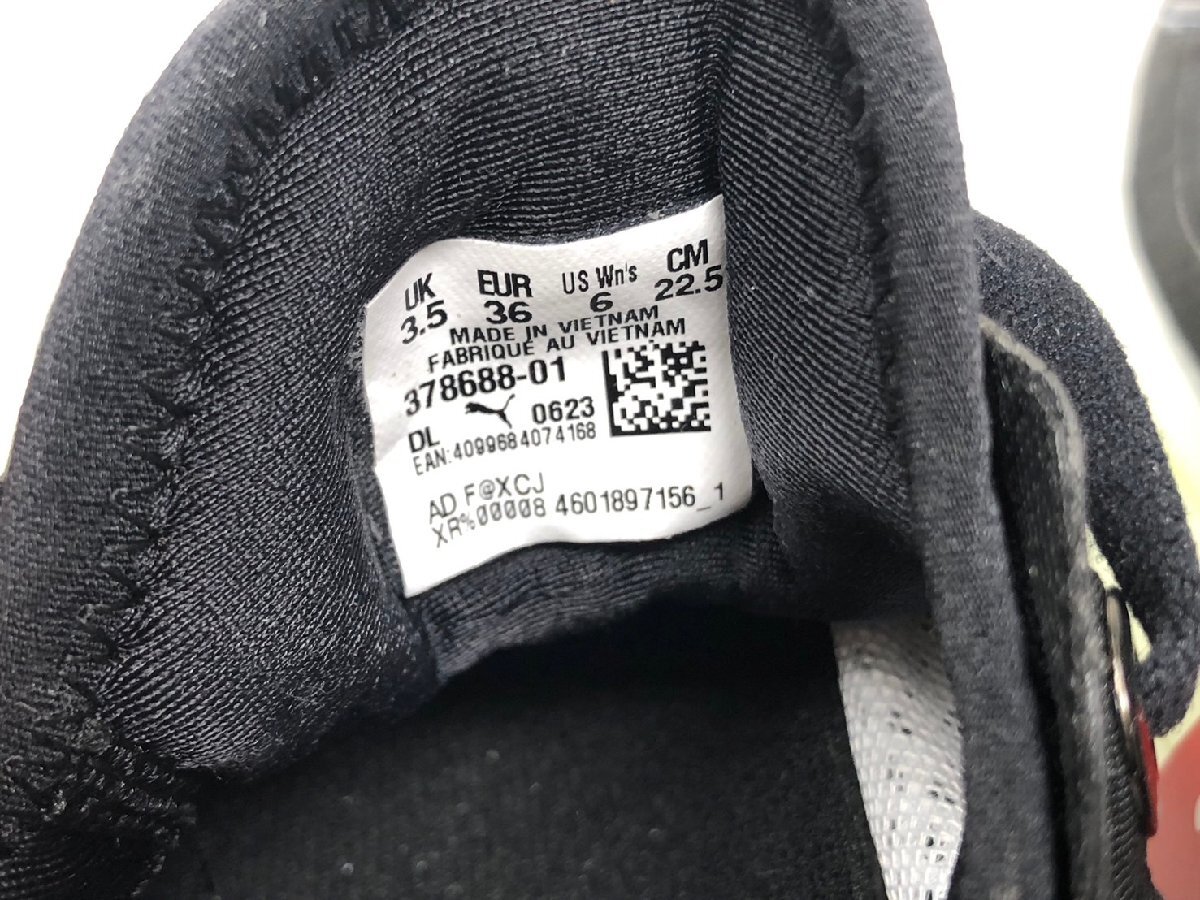 UK EUR US Wn's CM
3.5 36 6 22.5
MADE IN VIETNAM
FABRIQUÉ AU VIETNAM
378688-01
DL 0623
EAN:4099684074168
AD F@XCJ
XR%00008 4601897156_1